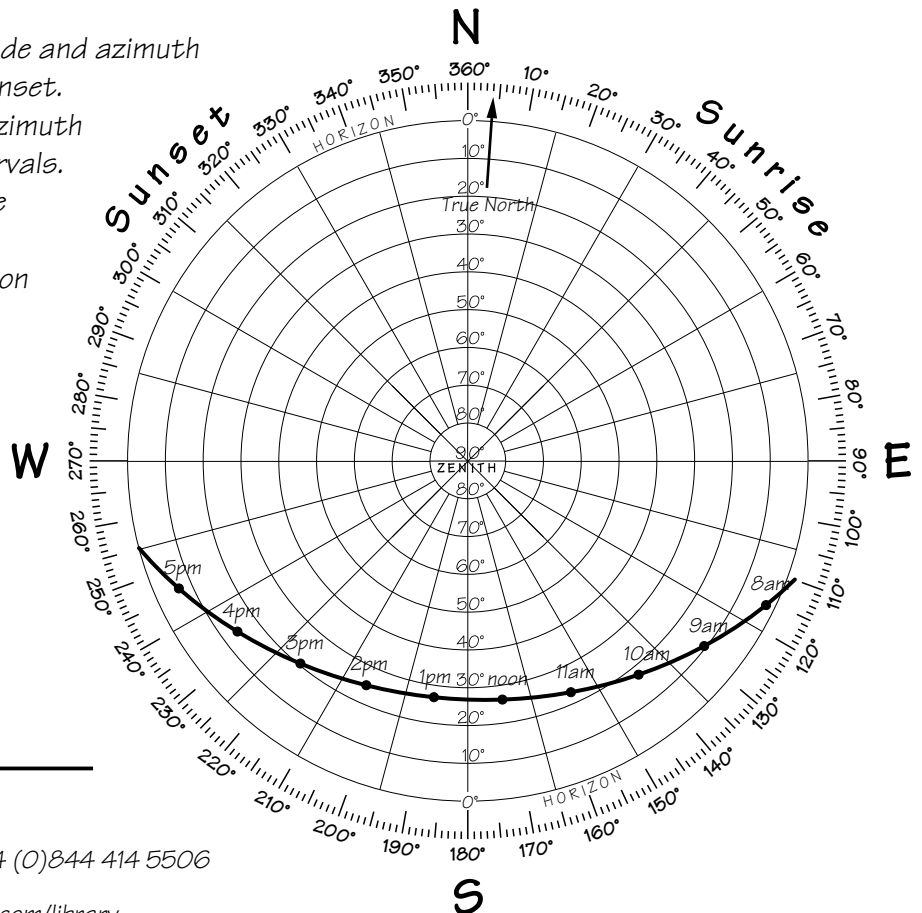 de and azimuth
nset.
zimuth
rvals.
e
on
N
360°
10°
20°
30°
40°
50°
60°
70°
80°
90°
100°
110°
120°
130°
140°
150°
160°
170°
180°
190°
200°
210°
220°
230°
240°
250°
260°
270°
280°
290°
300°
310°
320°
330°
340°
350°
Sunset
Sunrise
HORIZON
0°
10°
20°
True North
30°
40°
50°
60°
70°
80°
90°
ZENITH
80°
70°
60°
50°
40°
30°
20°
10°
0°
HORIZON
W
E
S
5pm
4pm
3pm
2pm
1pm
noon
11am
10am
9am
8am
4 (0)844 414 5506
com/library